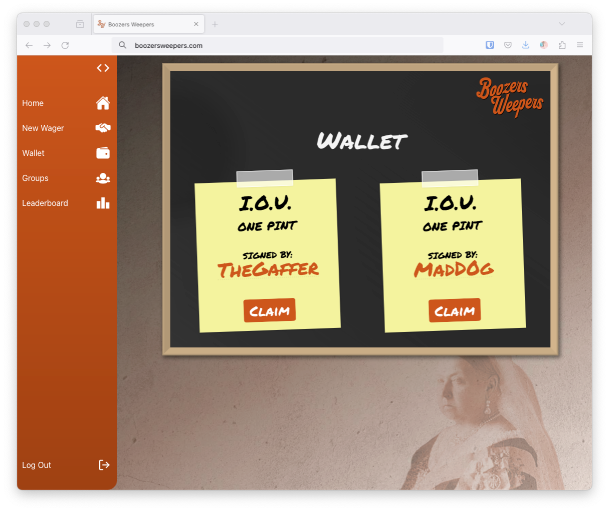 Boozers Weepers
boozersweepers.com
Home
New Wager
Wallet
Groups
Leaderboard
Log Out
Boozers
Weepers
Wallet
I.O.U.
one pint
signed by:
TheGaffer
Claim
I.O.U.
one pint
signed by:
MadDOg
Claim